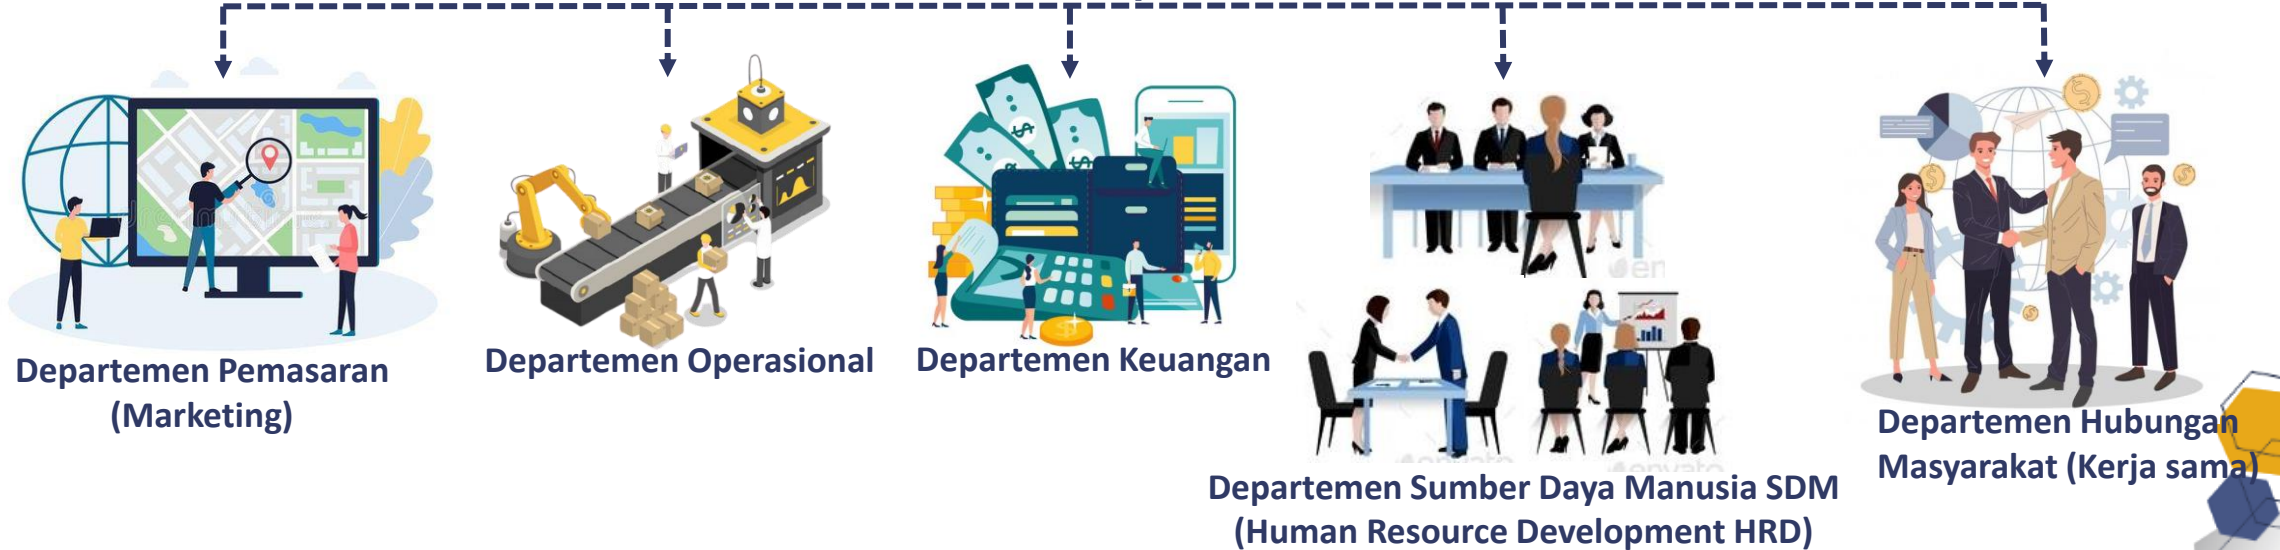 Departemen Pemasaran
(Marketing)
Departemen Operasional
Departemen Keuangan
Departemen Sumber Daya Manusia SDM
(Human Resource Development HRD)
Departemen Hubungan
Masyarakat (Kerja sama)